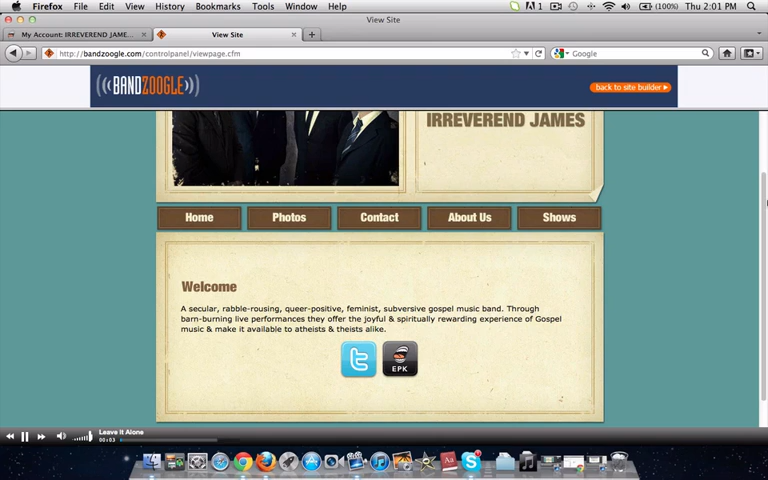 Firefox File Edit View History Bookmarks Tools Window Help 1 (100%) Thu 2:01 PM
View Site
My Account: IRREVEREND JAME... View Site
http://bandzoogle.com/controlpanel/viewpage.cfm Google
BANDZOOGLE back to site builder
IRREVEREND JAMES
Home Photos Contact About Us Shows
Welcome
A secular, rabble-rousing, queer-positive, feminist, subversive gospel music band. Through
barn-burning live performances they offer the joyful & spiritually rewarding experience of Gospel
music & make it available to atheists & theists alike.
EPK
Leave It Alone
00:03